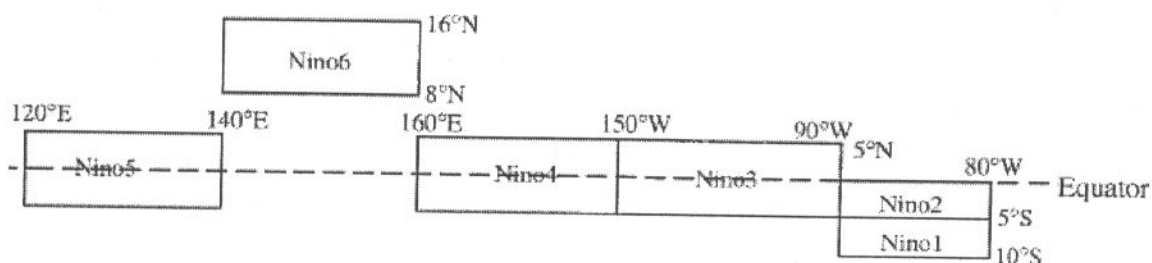 16°N
Nino6
8°N
120°E 140°E 160°E 150°W 90°W
5°N
80°W
Nino5 Nino4 Nino3
Equator
Nino2
5°S
Nino1
10°S